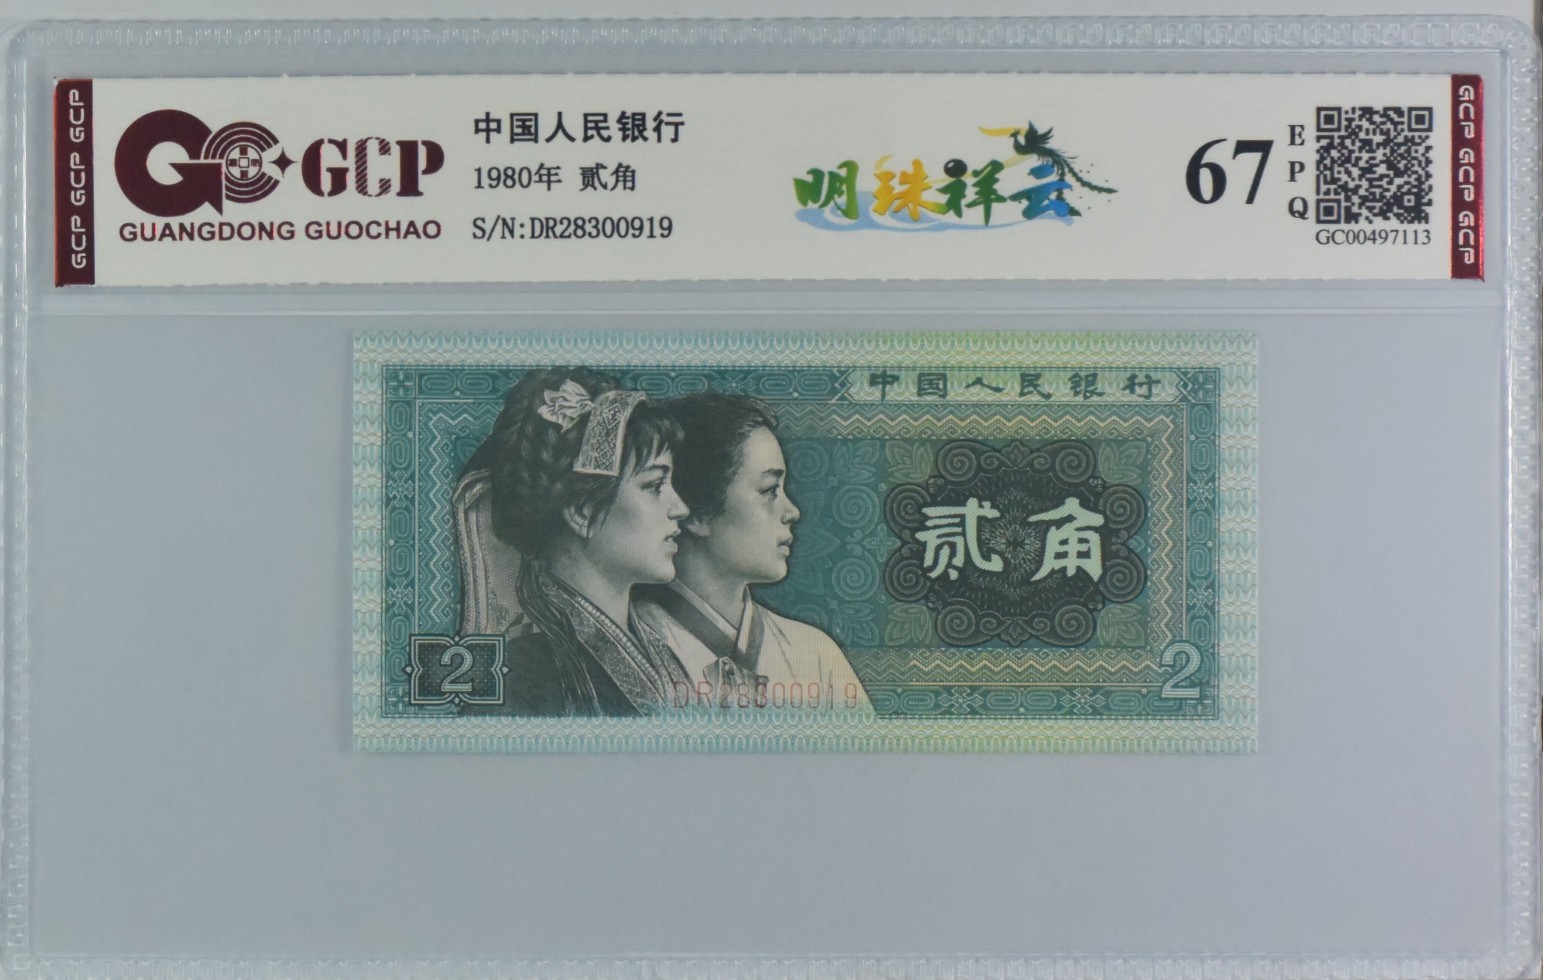 GCP GCP GCP
GCP
GUANGDONG GUOCHAO
中国人民银行
1980年 贰角
S/N:DR28300919
明珠祥云
67
EPQ
GC00497113
GCP GCP GCP
中国人民银行
贰角
2
2
DR28300919